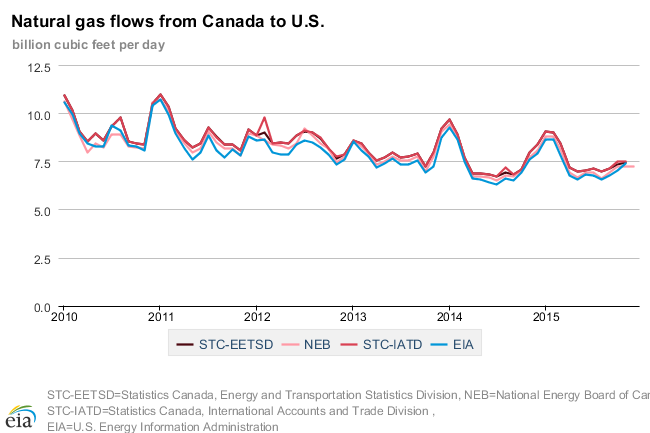 Natural gas flows from Canada to U.S.
billion cubic feet per day
12.5
10.0
7.5
5.0
2.5
0.0
2010 2011 2012 2013 2014 2015
STC-EETSD NEB STC-IATD EIA
STC-EETSD=Statistics Canada, Energy and Transportation Statistics Division, NEB=National Energy Board of Ca
STC-IATD=Statistics Canada, International Accounts and Trade Division ,
EIA=U.S. Energy Information Administration
eia